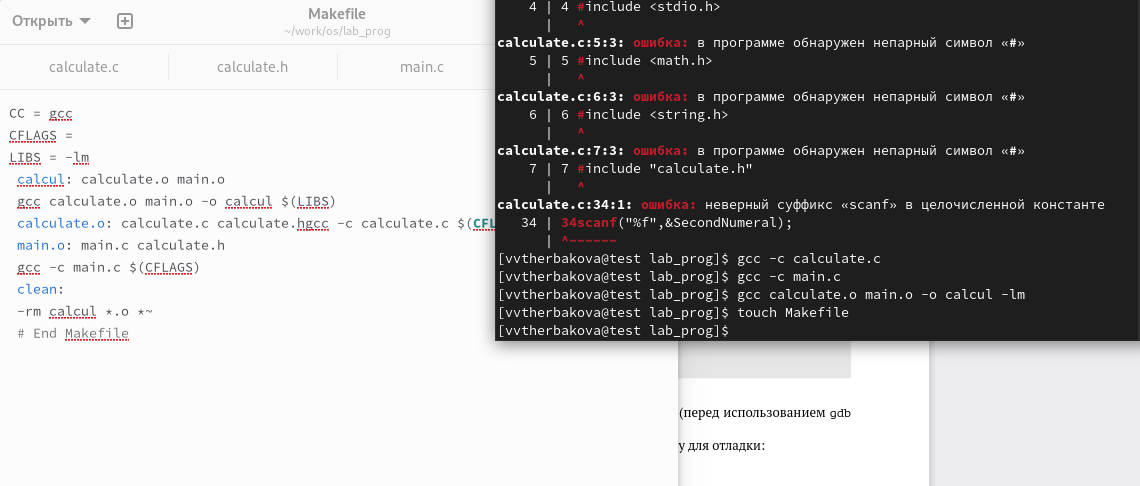 Открыть
Makefile
~/work/os/lab_prog
calculate.c
calculate.h
main.c
CC = gcc
CFLAGS =
LIBS = -lm
calcul: calculate.o main.o
gcc calculate.o main.o -o calcul $(LIBS)
calculate.o: calculate.c calculate.hgcc -c calculate.c $(CFL
main.o: main.c calculate.h
gcc -c main.c $(CFLAGS)
clean:
-rm calcul *.o *~
# End Makefile
4 | 4 #include <stdio.h>
| ^
calculate.c:5:3: ошибка: в программе обнаружен непарный символ «#»
5 | 5 #include <math.h>
| ^
calculate.c:6:3: ошибка: в программе обнаружен непарный символ «#»
6 | 6 #include <string.h>
| ^
calculate.c:7:3: ошибка: в программе обнаружен непарный символ «#»
7 | 7 #include "calculate.h"
| ^
calculate.c:34:1: ошибка: неверный суффикс «scanf» в целочисленной константе
34 | 34scanf("%f",&SecondNumeral);
| ^~~~~~~
[vvtherbakova@test lab_prog]$ gcc -c calculate.c
[vvtherbakova@test lab_prog]$ gcc -c main.c
[vvtherbakova@test lab_prog]$ gcc calculate.o main.o -o calcul -lm
[vvtherbakova@test lab_prog]$ touch Makefile
[vvtherbakova@test lab_prog]$
(перед использованием gdb
у для отладки: